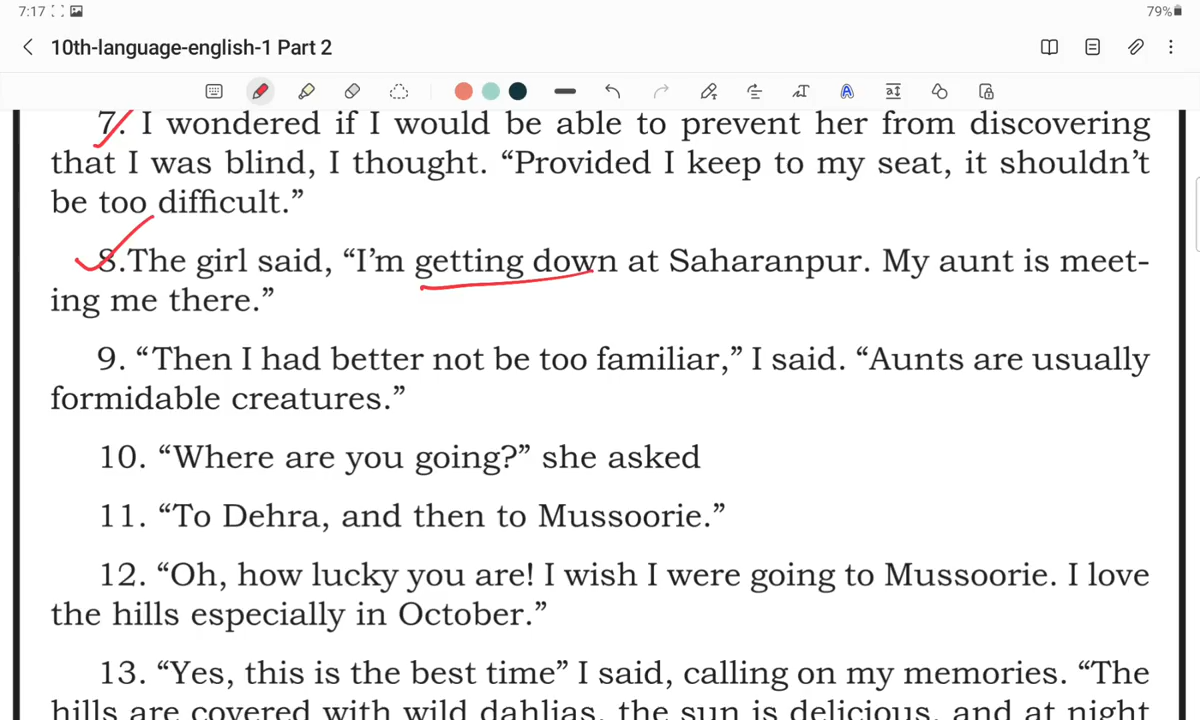 7:17
79%
10th-language-english-1 Part 2
7. I wondered if I would be able to prevent her from discovering
that I was blind, I thought. “Provided I keep to my seat, it shouldn’t
be too difficult.”
8.The girl said, “I’m getting down at Saharanpur. My aunt is meet-
ing me there.”
9. “Then I had better not be too familiar,” I said. “Aunts are usually
formidable creatures.”
10. “Where are you going?” she asked
11. “To Dehra, and then to Mussoorie.”
12. “Oh, how lucky you are! I wish I were going to Mussoorie. I love
the hills especially in October.”
13. “Yes, this is the best time” I said, calling on my memories. “The
hills are covered with wild dahlias, the sun is delicious, and at night